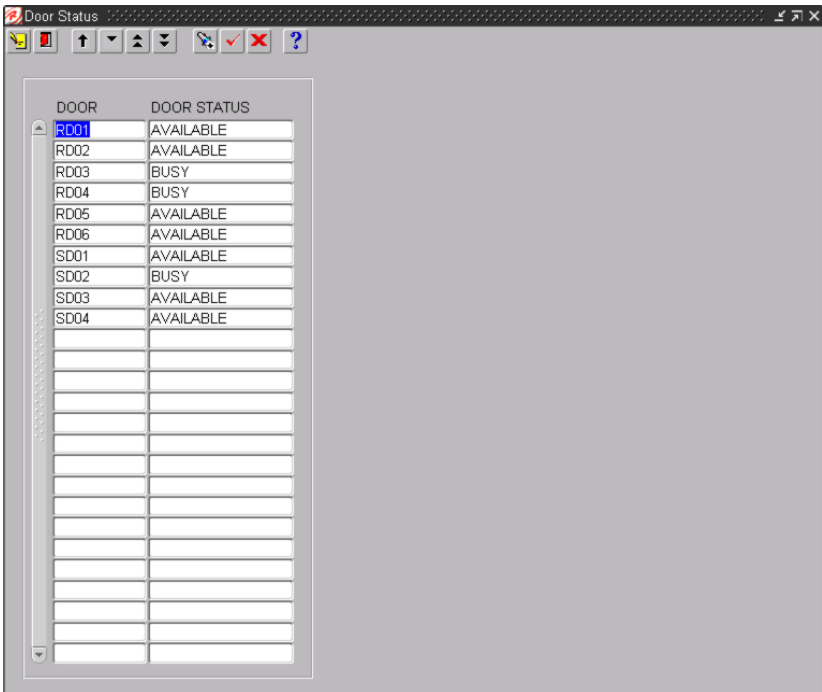 Door Status
?
DOOR DOOR STATUS
RD01 AVAILABLE
RD02 AVAILABLE
RD03 BUSY
RD04 BUSY
RD05 AVAILABLE
RD06 AVAILABLE
SD01 AVAILABLE
SD02 BUSY
SD03 AVAILABLE
SD04 AVAILABLE